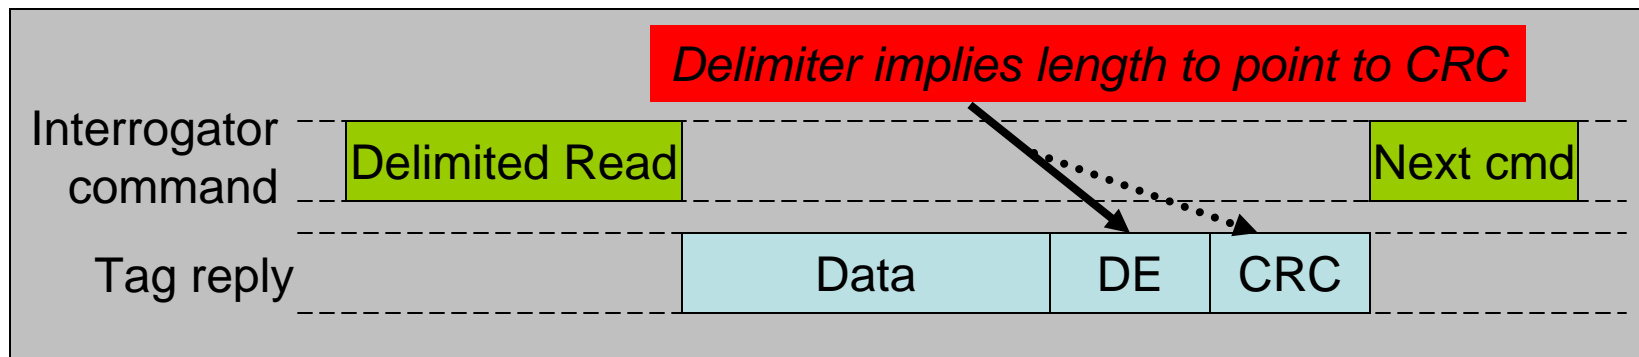 Delimiter implies length to point to CRC
Interrogator
command
Delimited Read
Next cmd
Tag reply
Data
DE
CRC